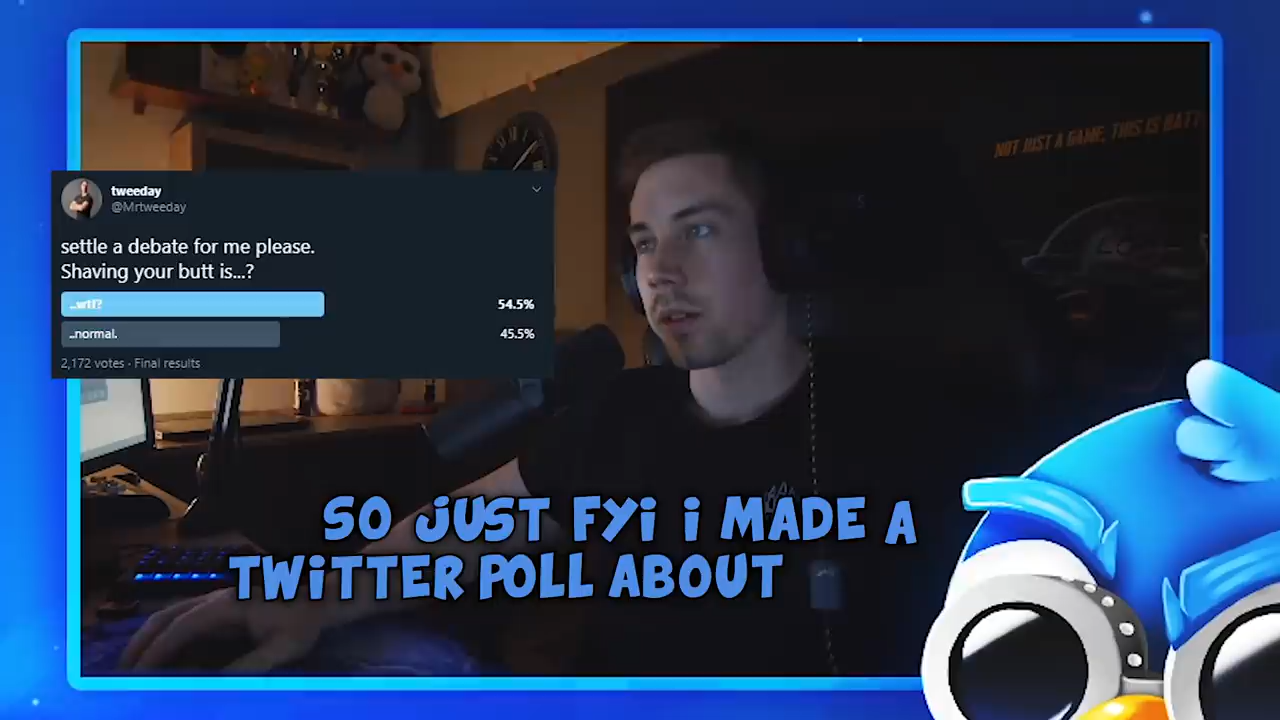 NOT JUST A GAME, THIS IS BATT
tweeday
@Mrtweeday
settle a debate for me please.
Shaving your butt is...?
..wtf? 54.5%
..normal. 45.5%
2,172 votes · Final results
SO JUST FYI I MADE A
TWITTER POLL ABOUT